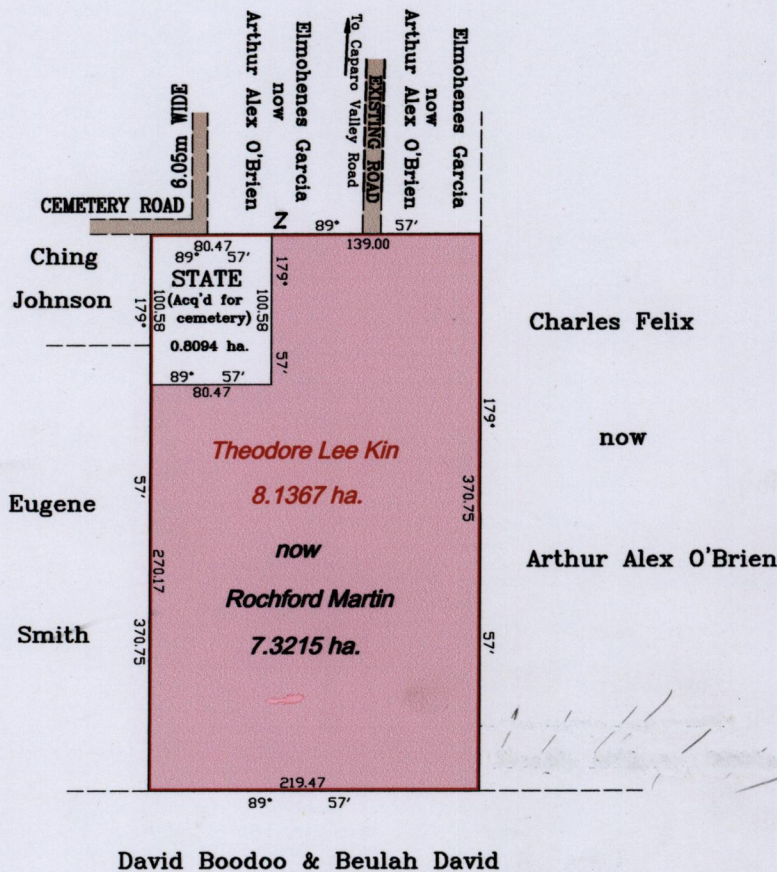 Elmohenes Garcia
now
Arthur Alex O'Brien
To Caparo Valley Road
EXISTING ROAD
Elmohenes Garcia
now
Arthur Alex O'Brien
6.05m WIDE
CEMETERY ROAD
Z
89° 57'
139.00
Ching
Johnson
80.47
89° 57'
STATE
(Acq'd for
cemetery)
0.8094 ha.
100.58
100.58
179°
57'
179°
89° 57'
80.47
Charles Felix
now
Arthur Alex O'Brien
179°
370.75
57'
Theodore Lee Kin
8.1367 ha.
now
Rochford Martin
7.3215 ha.
Eugene
Smith
57'
270.17
370.75
219.47
89° 57'
David Boodoo & Beulah David